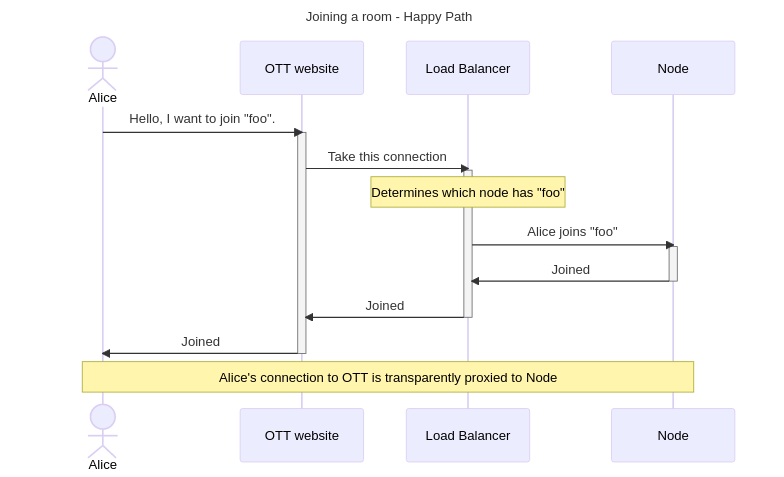 Joining a room - Happy Path
Alice
OTT website
Load Balancer
Node
Hello, I want to join "foo".
Take this connection
Determines which node has "foo"
Alice joins "foo"
Joined
Joined
Joined
Alice's connection to OTT is transparently proxied to Node
Alice
OTT website
Load Balancer
Node